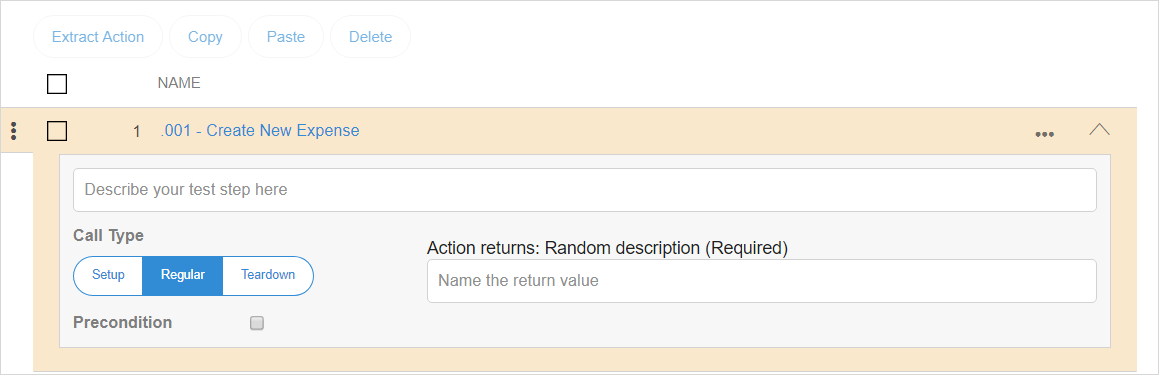 Extract Action Copy Paste Delete
NAME
1 .001 - Create New Expense
Describe your test step here
Call Type
Action returns: Random description (Required)
Setup Regular Teardown
Name the return value
Precondition